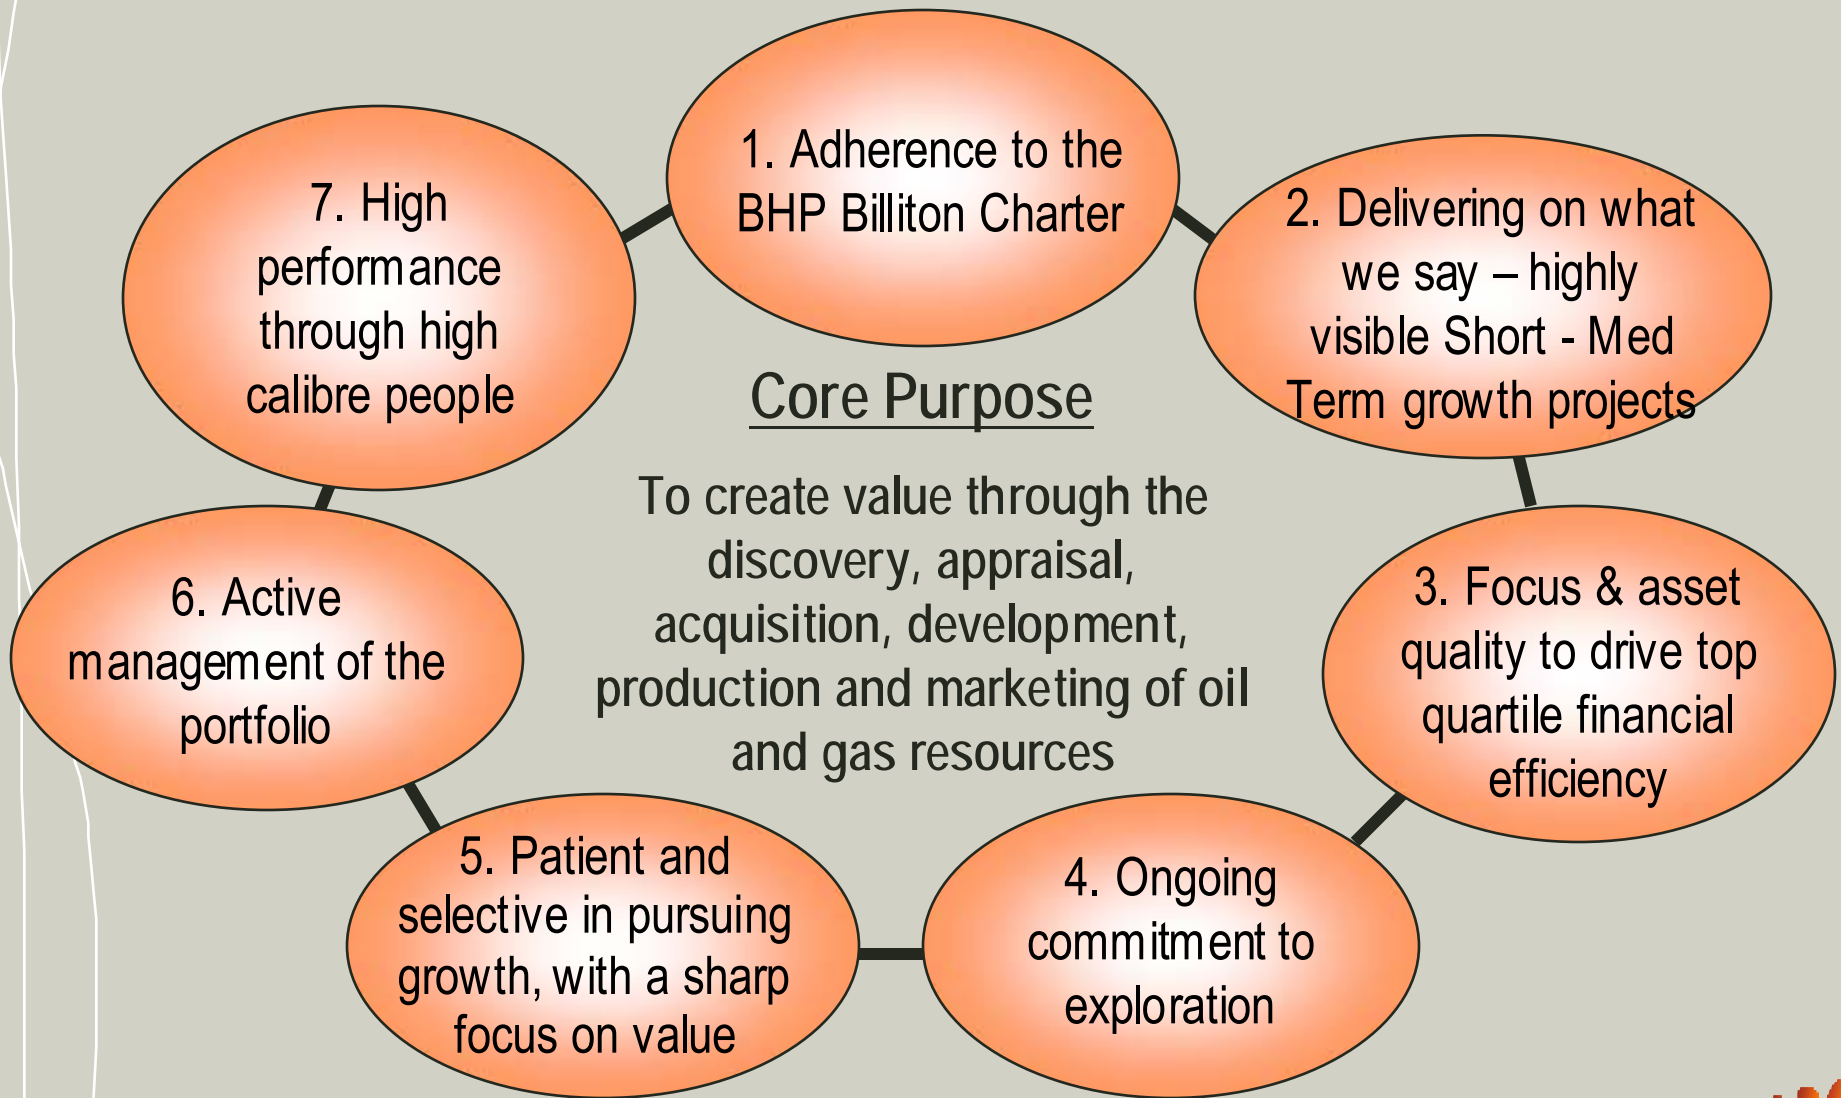 1. Adherence to the
BHP Billiton Charter
2. Delivering on what
we say – highly
visible Short - Med
Term growth projects
3. Focus & asset
quality to drive top
quartile financial
efficiency
4. Ongoing
commitment to
exploration
5. Patient and
selective in pursuing
growth, with a sharp
focus on value
6. Active
management of the
portfolio
7. High
performance
through high
calibre people
Core Purpose
To create value through the
discovery, appraisal,
acquisition, development,
production and marketing of oil
and gas resources